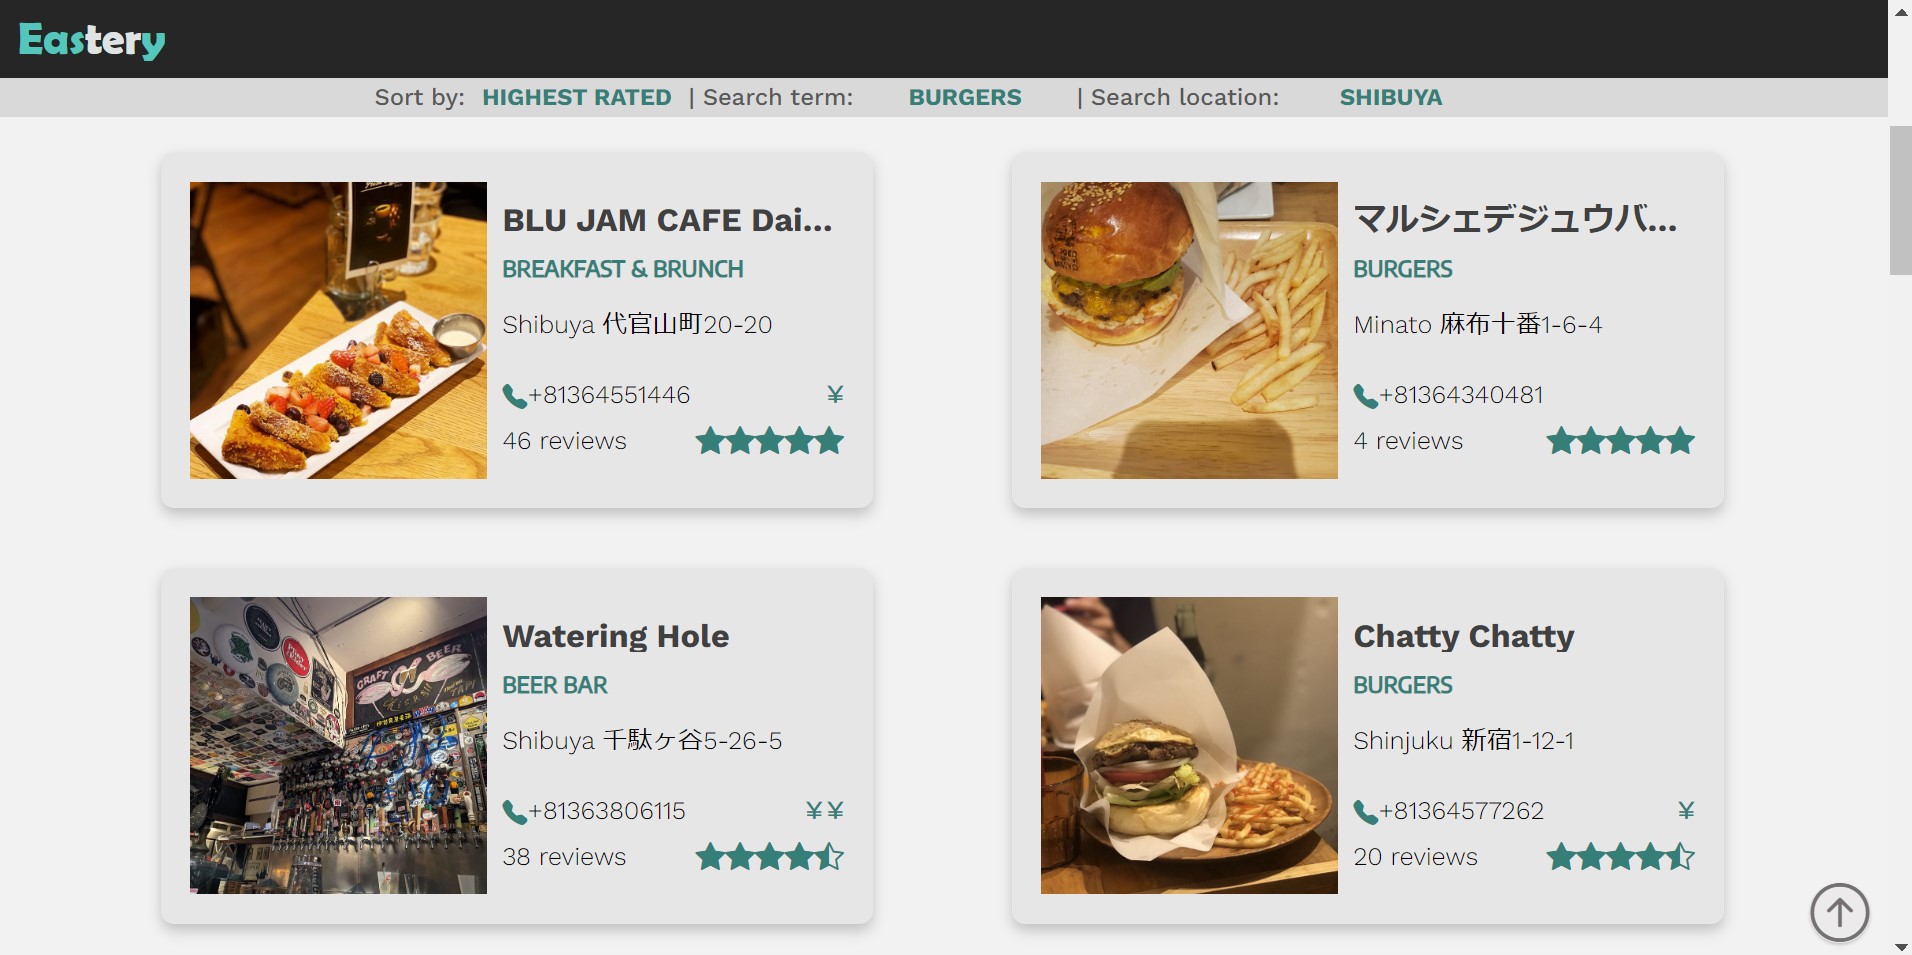 Eastery
Sort by: HIGHEST RATED | Search term: BURGERS | Search location: SHIBUYA
BLU JAM CAFE Dai...
BREAKFAST & BRUNCH
Shibuya 代官山町20-20
+81364551446 ¥
46 reviews
マルシェデジュウバ...
BURGERS
Minato 麻布十番1-6-4
+81364340481
4 reviews
CRAFT BEER
Watering Hole
BEER BAR
Shibuya 千駄ヶ谷5-26-5
+81363806115 ¥¥
38 reviews
Chatty Chatty
BURGERS
Shinjuku 新宿1-12-1
+81364577262 ¥
20 reviews